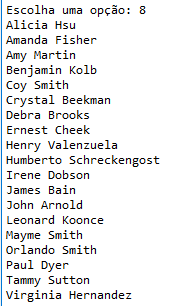 Escolha uma opção: 8
Alicia Hsu
Amanda Fisher
Amy Martin
Benjamin Kolb
Coy Smith
Crystal Beekman
Debra Brooks
Ernest Cheek
Henry Valenzuela
Humberto Schreckengost
Irene Dobson
James Bain
John Arnold
Leonard Koonce
Mayme Smith
Orlando Smith
Paul Dyer
Tammy Sutton
Virginia Hernandez